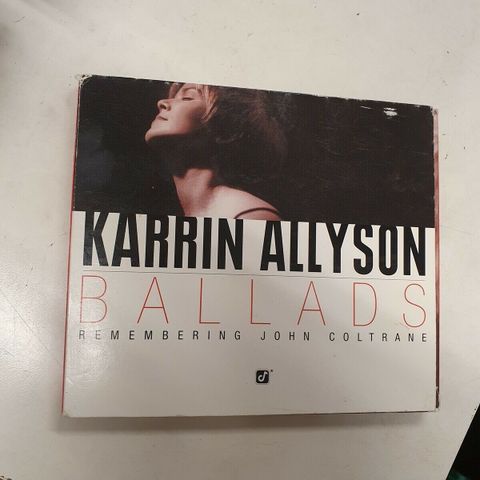 KARRIN ALLYSON
BALLADS
REMEMBERING JOHN COLTRANE